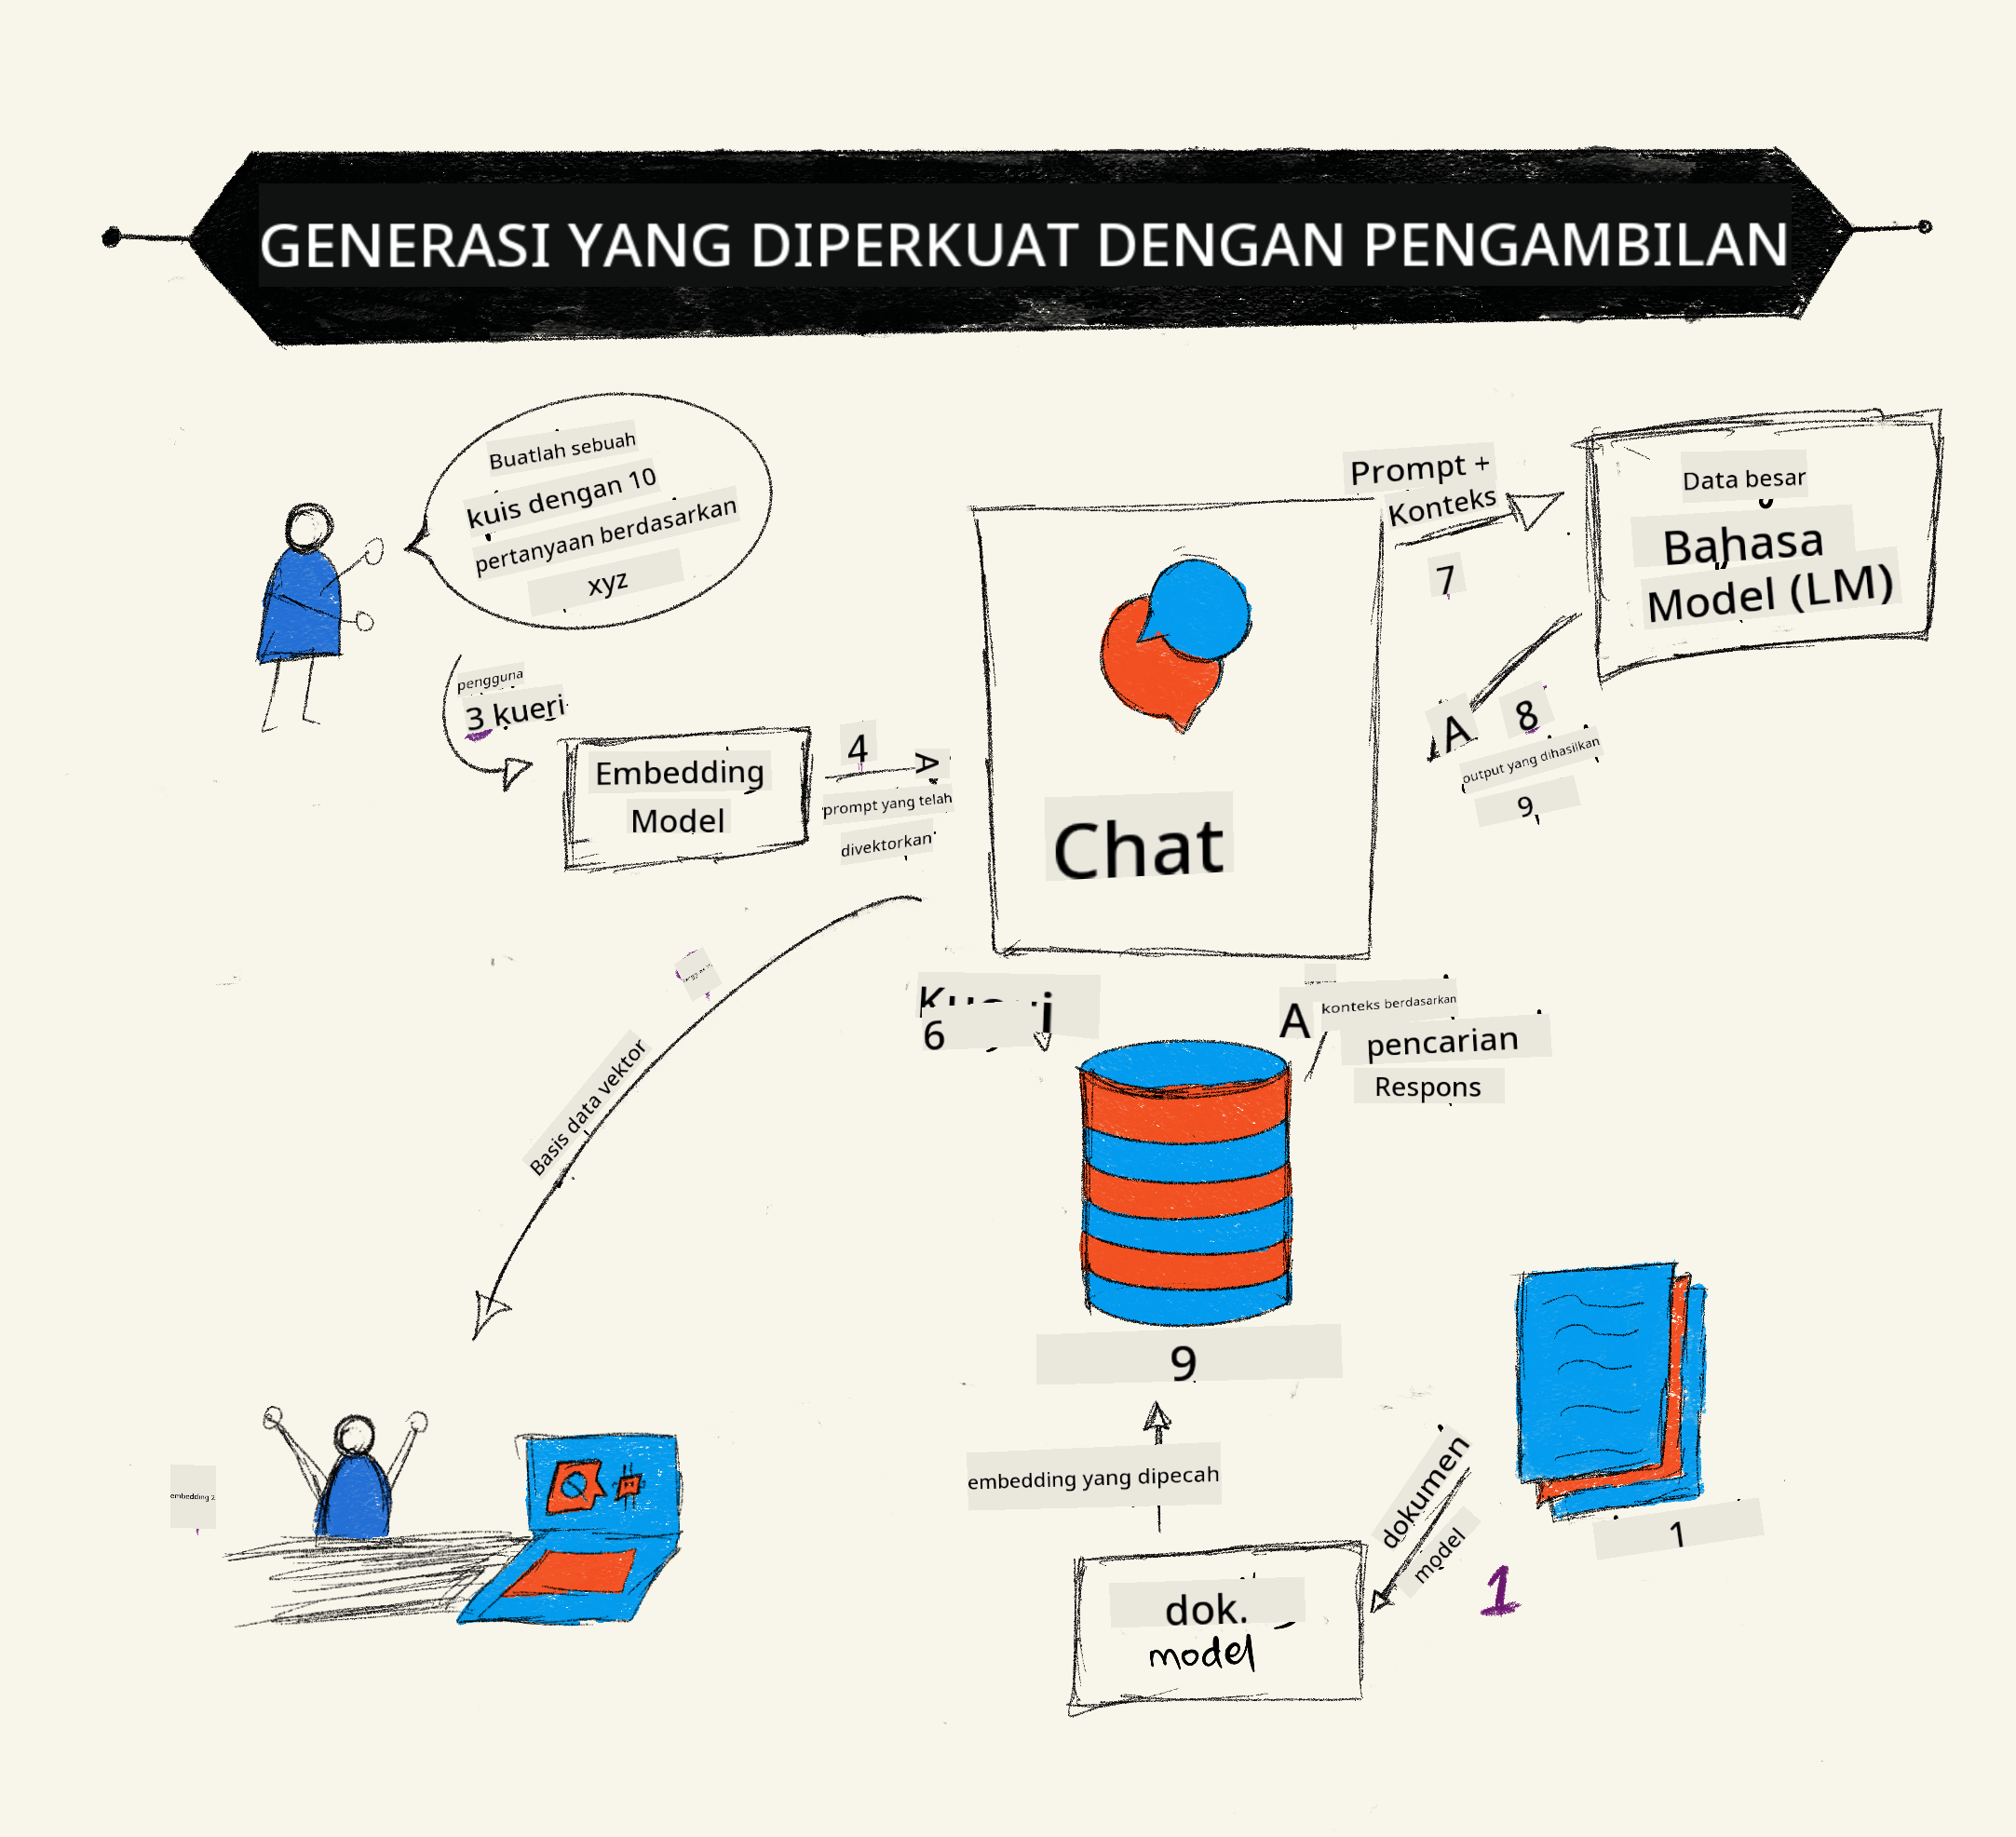 GENERASI YANG DIPERKUAT DENGAN PENGAMBILAN
Buatlah sebuah
kuis dengan 10
pertanyaan berdasarkan
xyz
pengguna
3 kueri
Embedding
Model
4
A
prompt yang telah
divektorkan
Chat
Prompt +
Konteks
7
Data besar
Bahasa
Model (LM)
A
8
output yang dihasilkan
9
6
A
konteks berdasarkan
pencarian
Respons
Basis data vektor
9
embedding yang dipecah
dokumen
model
1
1
dok.
model
embedding 2